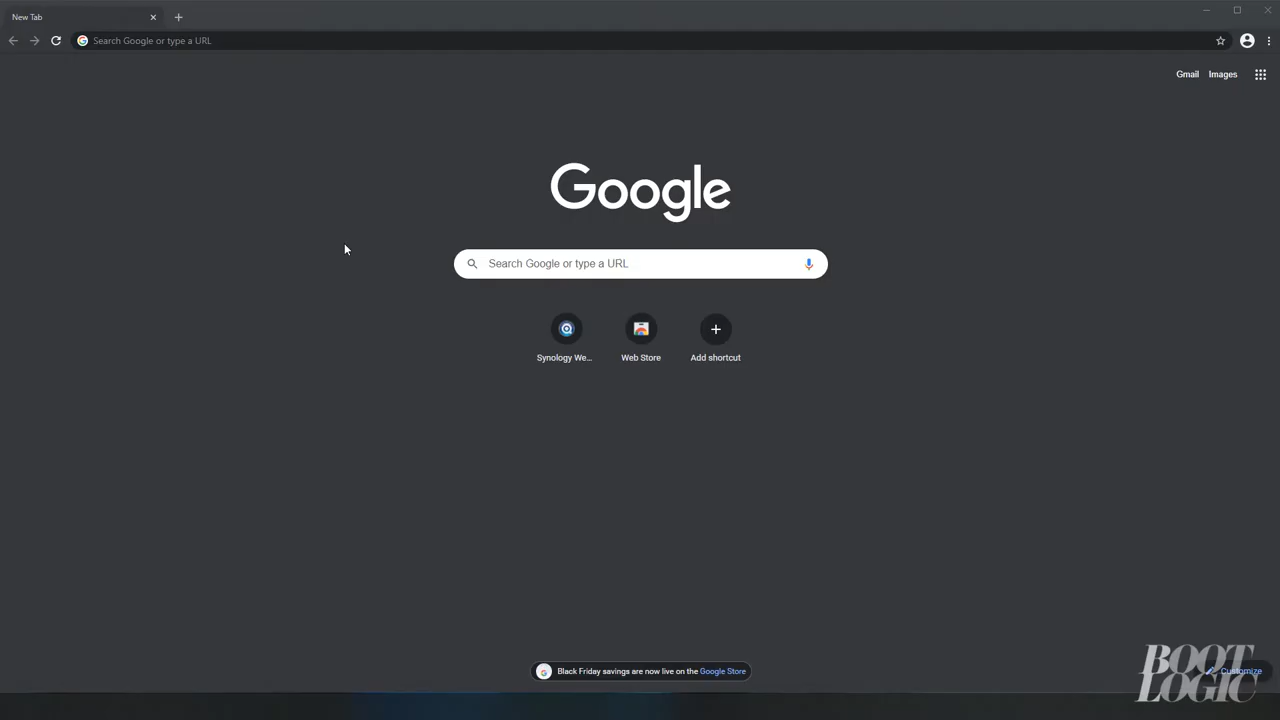 New Tab
Search Google or type a URL
Gmail Images
Google
Search Google or type a URL
Synology We... Web Store Add shortcut
Black Friday savings are now live on the Google Store
Customize
BOOT
LOGIC